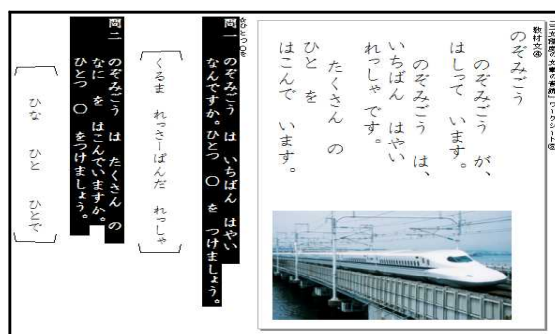 「三文程度の文章の音読」ワークシート⑤
教材文④
のぞみごう
のぞみごう が、
はしって います。
のぞみごう は、
いちばん はやい
れっしゃ です。
たくさん の
ひと を
はこんで います。
問一 のぞみごう は いちばん はやい
なんですか。ひとつ 〇 を つけましょう。
くるま れっさーぱんだ れっしゃ
問二 のぞみごう は たくさん の
なに を はこんでいますか。
ひとつ 〇 をつけましょう。
ひな ひと ひとで